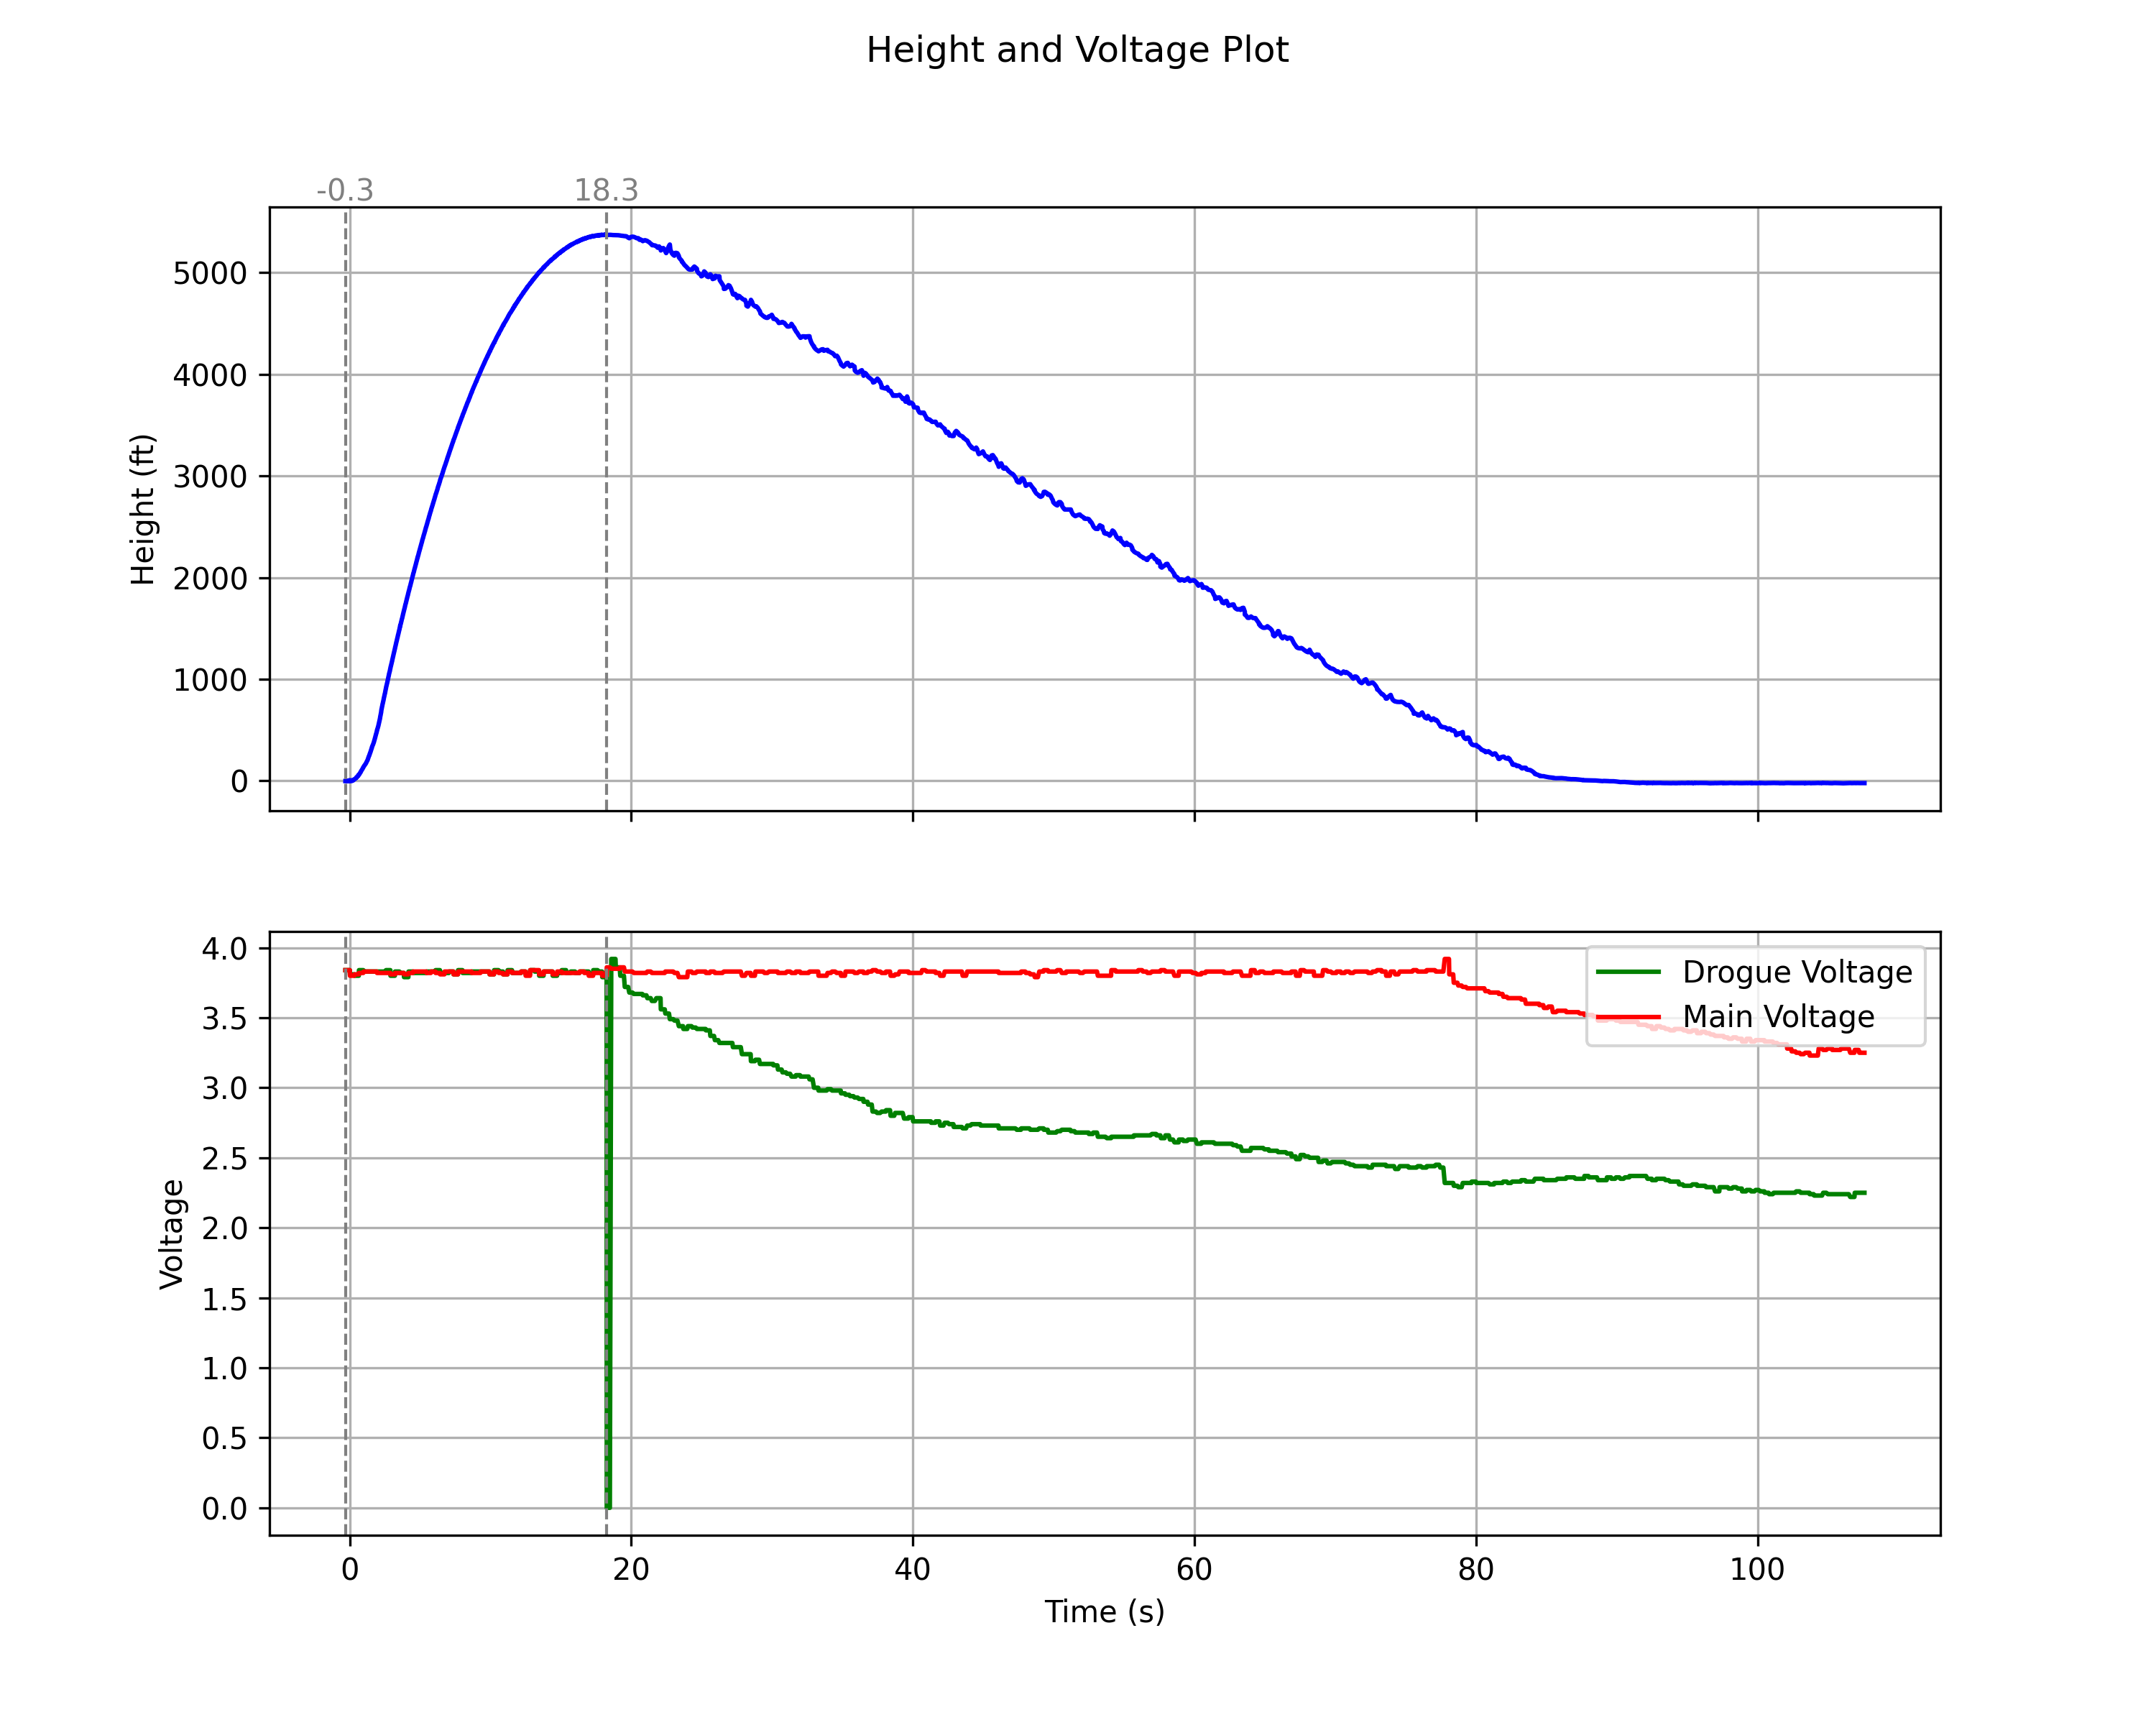 Height and Voltage Plot
-0.3 18.3
5000
4000
3000
2000
1000
0
Height (ft)
4.0
3.5
3.0
2.5
2.0
1.5
1.0
0.5
0.0
Voltage
Drogue Voltage
Main Voltage
0 20 40 60 80 100
Time (s)